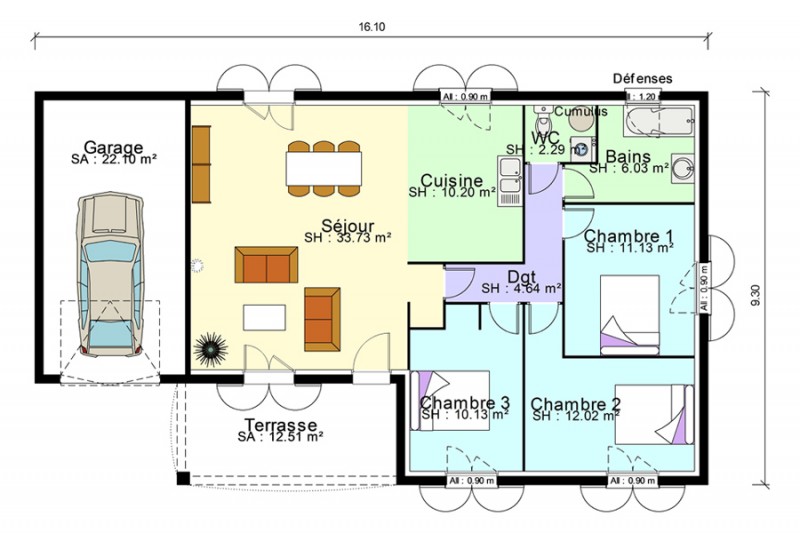 16.10
Défenses
All : 0.90 m
All : 1.20
Cumulus
Garage
SA : 22.10 m²
WC
SH : 2.29 m²
Bains
SH : 6.03 m²
Cuisine
SH : 10.20 m²
Séjour
SH : 33.73 m²
Chambre 1
SH : 11.13 m²
Dgt
SH : 4.64 m²
All : 0.90 m
9.30
Chambre 3
SH : 10.13 m²
Chambre 2
SH : 12.02 m²
Terrasse
SA : 12.51 m²
All : 0.90 m
All : 0.90 m